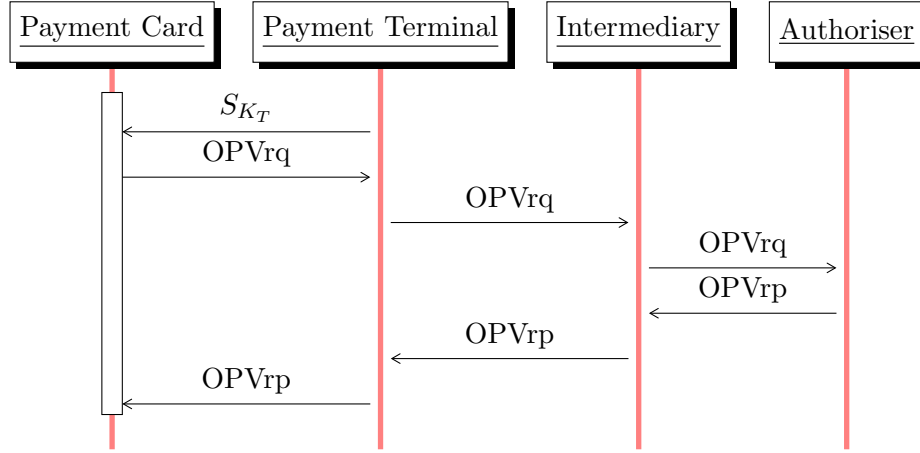 Payment Card
Payment Terminal
Intermediary
Authoriser
$S_{K_T}$
OPVrq
OPVrq
OPVrq
OPVrp
OPVrp
OPVrp